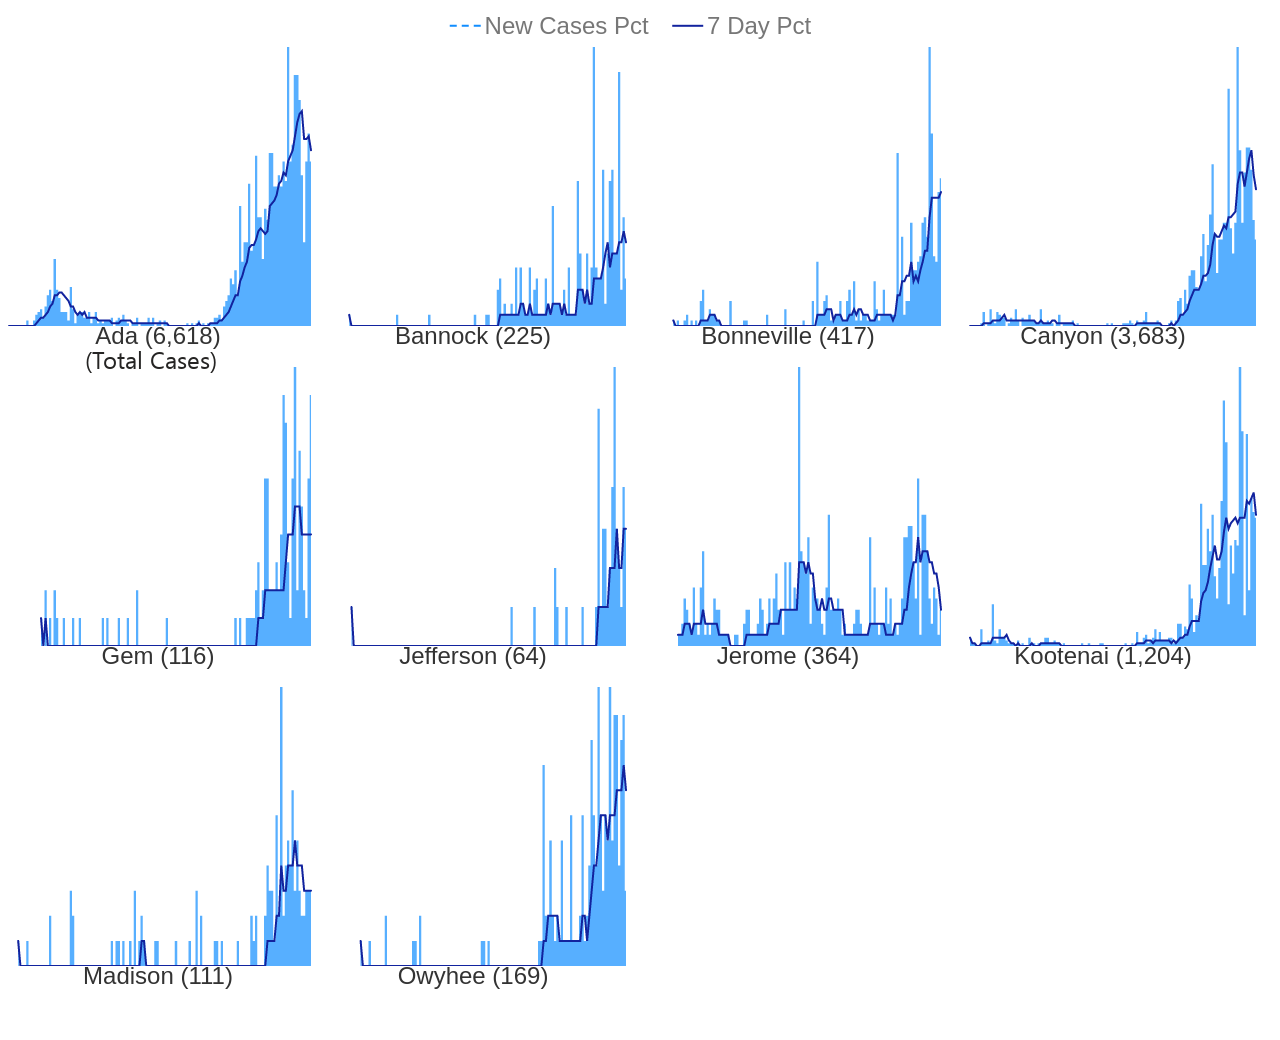 New Cases Pct 7 Day Pct
Ada (6,618) Bannock (225) Bonneville (417) Canyon (3,683)
(Total Cases)
Gem (116) Jefferson (64) Jerome (364) Kootenai (1,204)
Madison (111) Owyhee (169)